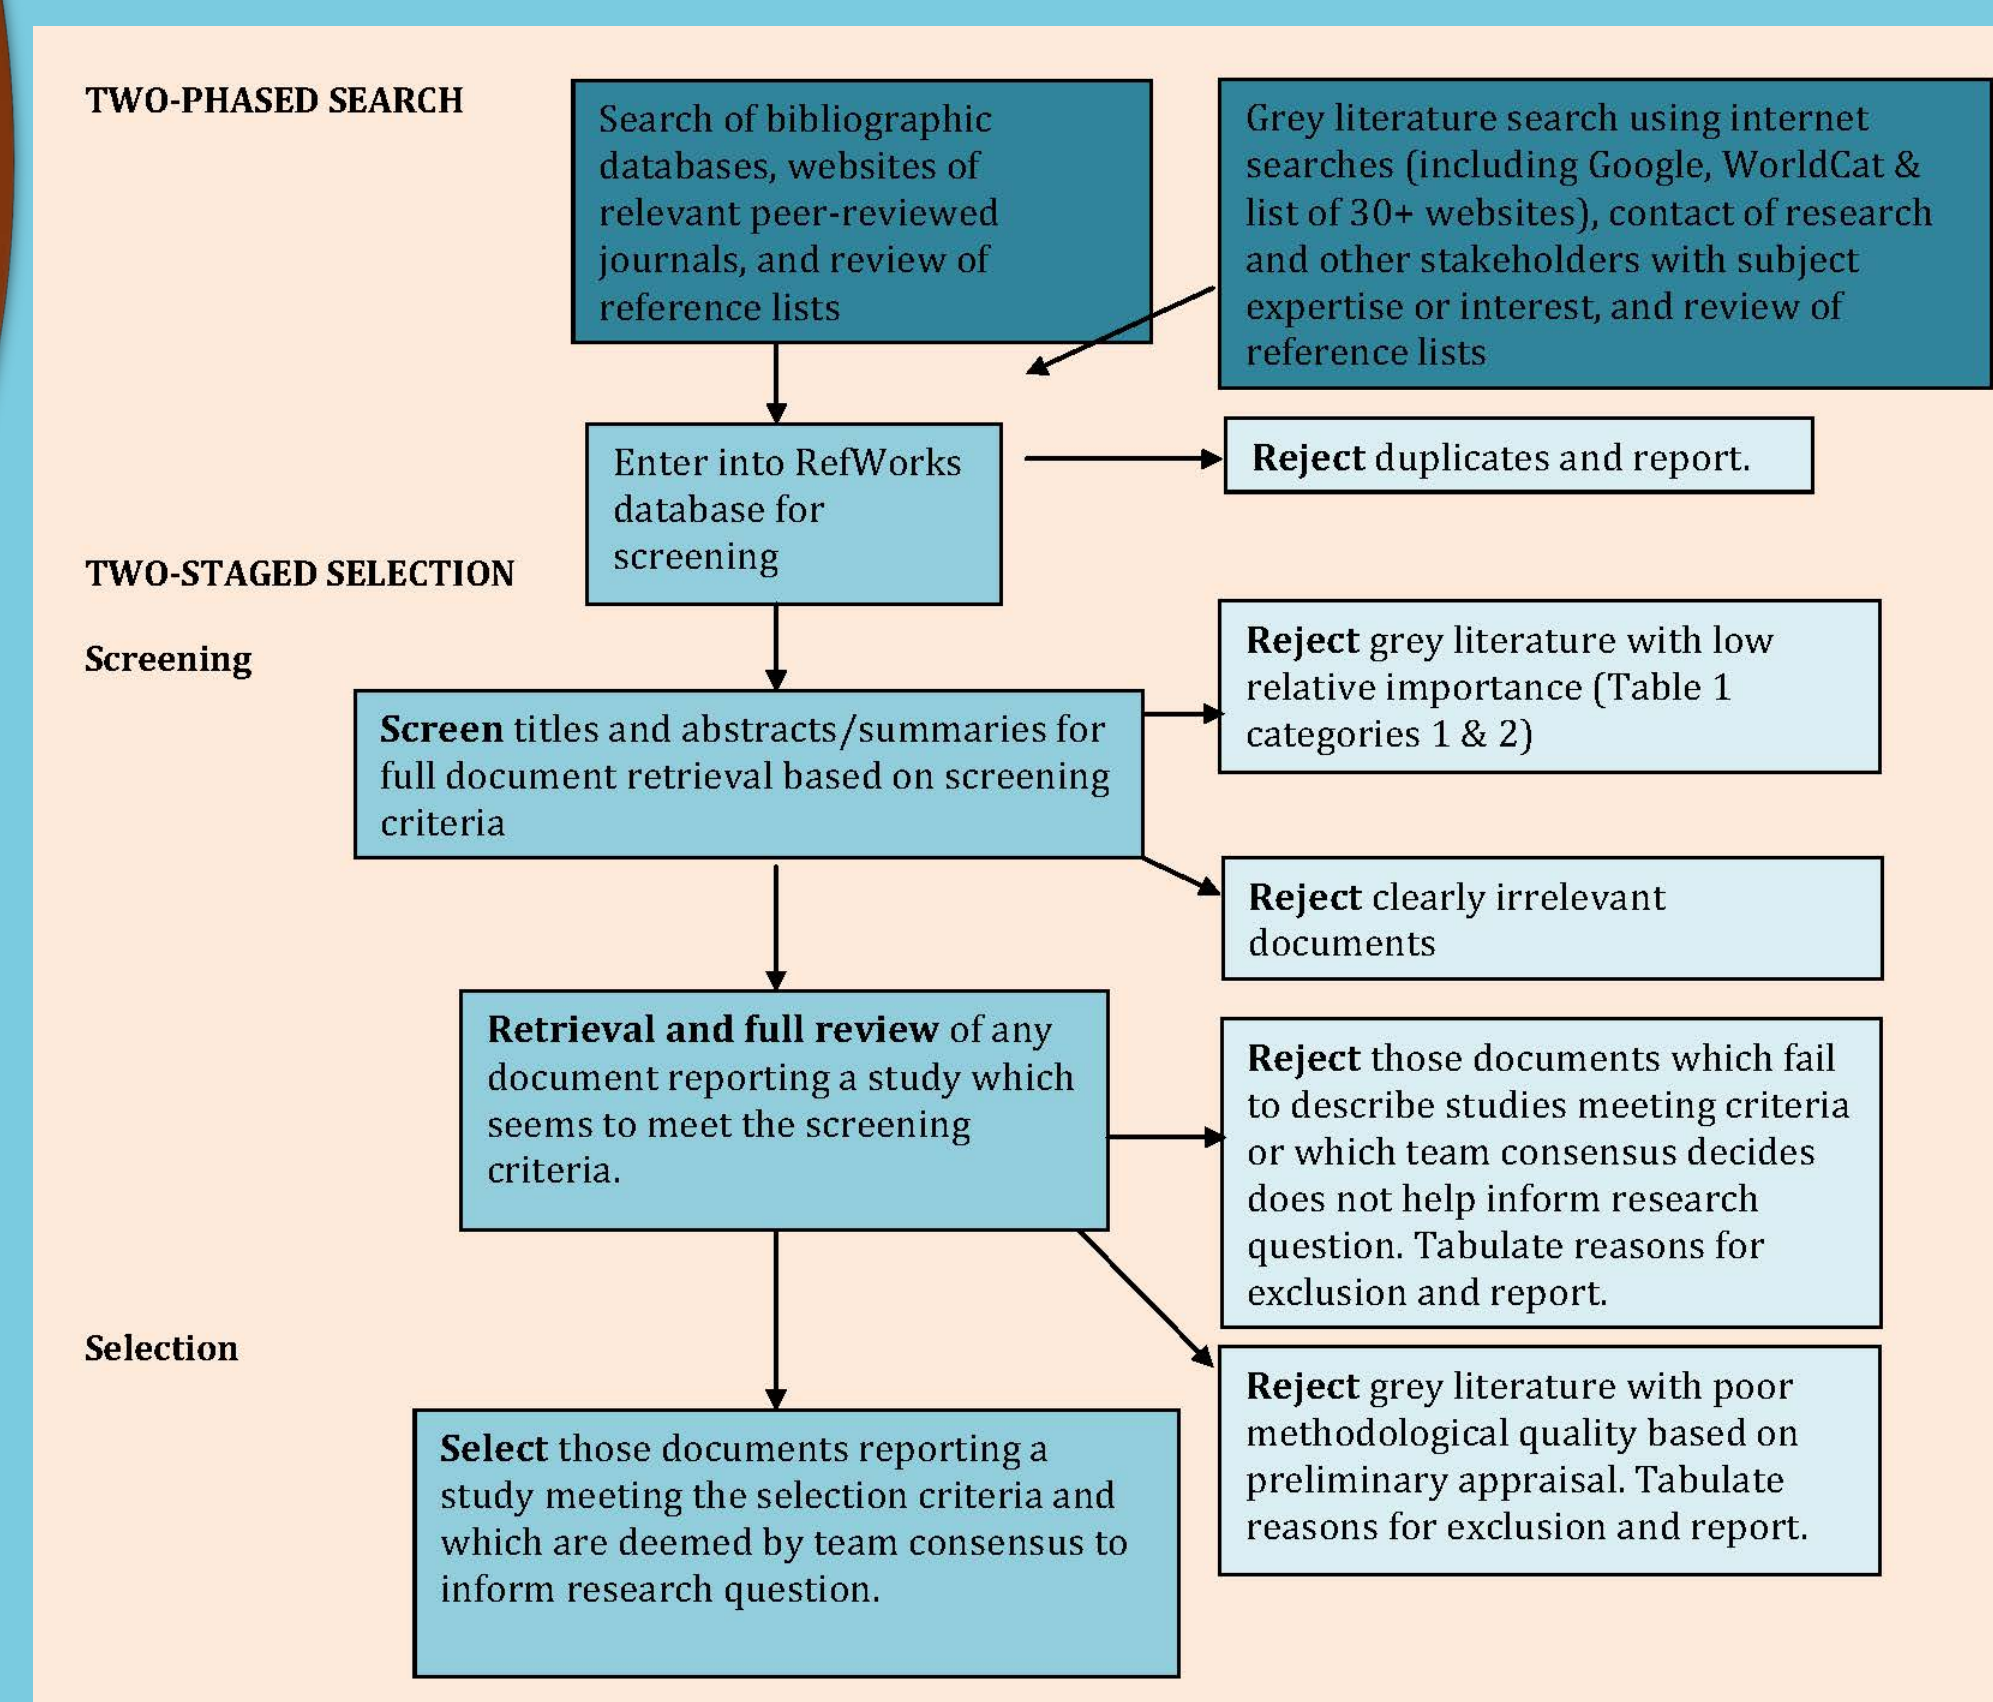 TWO-PHASED SEARCH
Search of bibliographic
databases, websites of
relevant peer-reviewed
journals, and review of
reference lists
Grey literature search using internet
searches (including Google, WorldCat &
list of 30+ websites), contact of research
and other stakeholders with subject
expertise or interest, and review of
reference lists
Enter into RefWorks
database for
screening
Reject duplicates and report.
TWO-STAGED SELECTION
Screening
Screen titles and abstracts/summaries for
full document retrieval based on screening
criteria
Reject grey literature with low
relative importance (Table 1
categories 1 & 2)
Reject clearly irrelevant
documents
Retrieval and full review of any
document reporting a study which
seems to meet the screening
criteria.
Reject those documents which fail
to describe studies meeting criteria
or which team consensus decides
does not help inform research
question. Tabulate reasons for
exclusion and report.
Selection
Reject grey literature with poor
methodological quality based on
preliminary appraisal. Tabulate
reasons for exclusion and report.
Select those documents reporting a
study meeting the selection criteria and
which are deemed by team consensus to
inform research question.